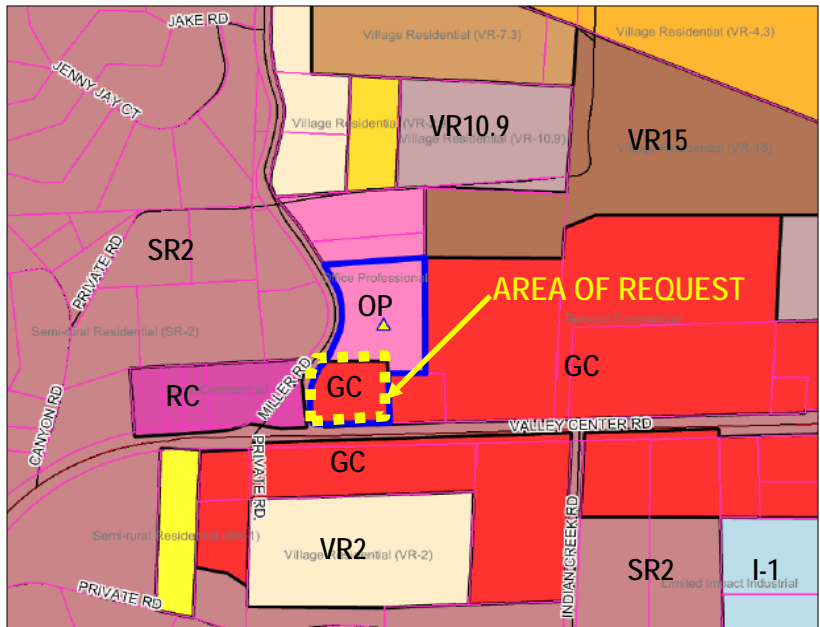 JAKE RD
Village Residential (VR-7.3)
Village Residential (VR-4.3)
JENNY JAY CT
Village Residential (VR-
VR10.9
Village Residential (VR-10.9)
VR15
Village Residential (VR-15)
SR2
PRIVATE RD
Office Professional
AREA OF REQUEST
OP
General Commercial
Semi-rural Residential (SR-2)
GC
MILLER RD
GC
RC
Commercial
CANYON RD
VALLEY CENTER RD
PRIVATE RD.
GC
INDIAN CREEK RD
Semi-rural Residential (SR-1)
VR2
Village Residential (VR-2)
SR2
I-1
Limited Impact Industrial
PRIVATE RD